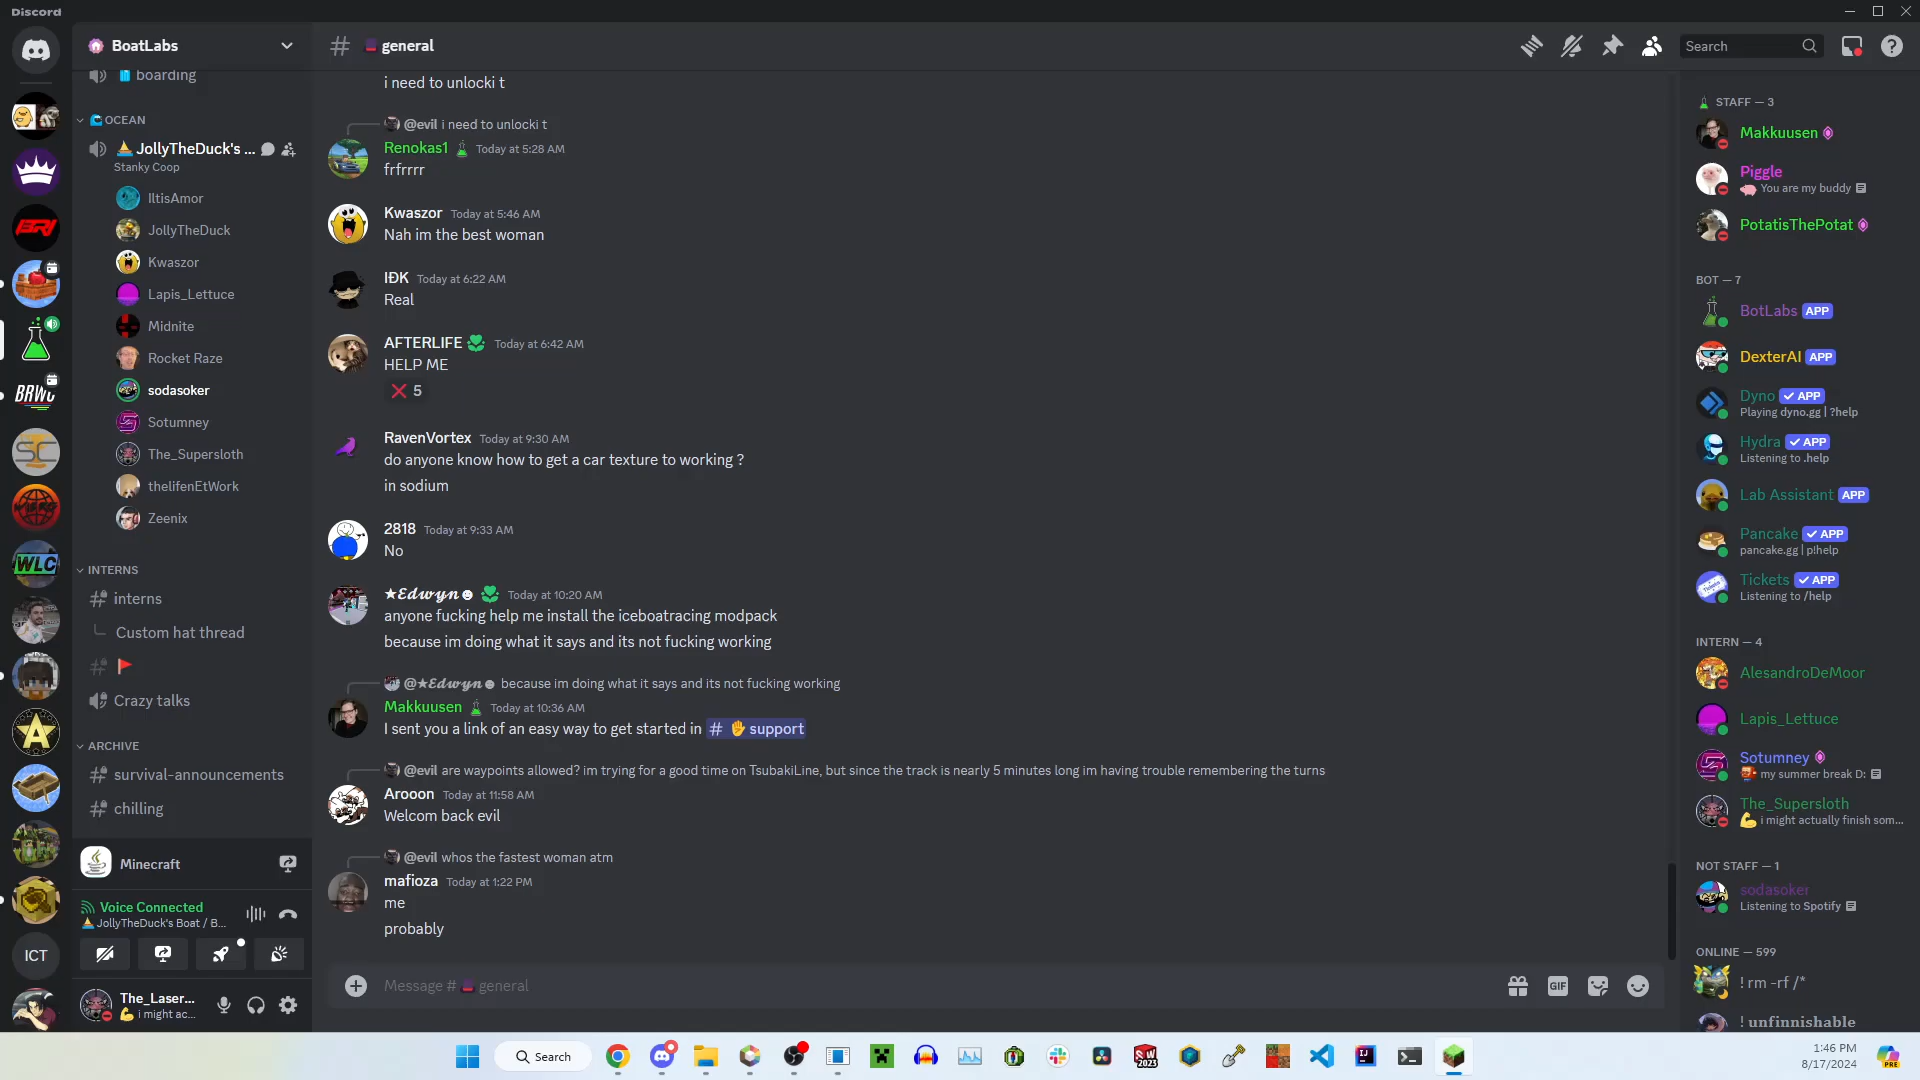 Discord
BoatLabs
boarding
OCEAN
JollyTheDuck's ...
Stanky Coop
IltisAmor
JollyTheDuck
Kwaszor
Lapis_Lettuce
Midnite
Rocket Raze
sodasoker
Sotumney
The_Supersloth
thelifenEtWork
Zeenix
INTERNS
interns
Custom hat thread
Crazy talks
ARCHIVE
survival-announcements
chilling
Minecraft
Voice Connected
JollyTheDuck's Boat / B...
The_Laser...
i might ac...
BRWC
SC
WLC
A
ICT
# general
Search
i need to unlocki t
@evil i need to unlocki t
Renokas1 Today at 5:28 AM
frfrrrr
Kwaszor Today at 5:46 AM
Nah im the best woman
IĐK Today at 6:22 AM
Real
AFTERLIFE Today at 6:42 AM
HELP ME
❌ 5
RavenVortex Today at 9:30 AM
do anyone know how to get a car texture to working ?
in sodium
2818 Today at 9:33 AM
No
★𝓔𝓭𝔀𝔂𝓷☻ Today at 10:20 AM
anyone fucking help me install the iceboatracing modpack
because im doing what it says and its not fucking working
@★𝓔𝓭𝔀𝔂𝓷☻ because im doing what it says and its not fucking working
Makkuusen Today at 10:36 AM
I sent you a link of an easy way to get started in # ✋support
@evil are waypoints allowed? im trying for a good time on TsubakiLine, but since the track is nearly 5 minutes long im having trouble remembering the turns
Arooon Today at 11:58 AM
Welcom back evil
@evil whos the fastest woman atm
mafioza Today at 1:22 PM
me
probably
Message # general
GIF
STAFF — 3
Makkuusen
Piggle
You are my buddy
PotatisThePotat
BOT — 7
BotLabs APP
DexterAI APP
Dyno ✓ APP
Playing dyno.gg | ?help
Hydra ✓ APP
Listening to .help
Lab Assistant APP
Pancake ✓ APP
pancake.gg | p!help
Tickets ✓ APP
Listening to /help
INTERN — 4
AlesandroDeMoor
Lapis_Lettuce
Sotumney
my summer break D:
The_Supersloth
i might actually finish som...
NOT STAFF — 1
sodasoker
Listening to Spotify
ONLINE — 599
! rm -rf /*
! unfinnishable
Search
SW
2023
IJ
1:46 PM
8/17/2024
PRE